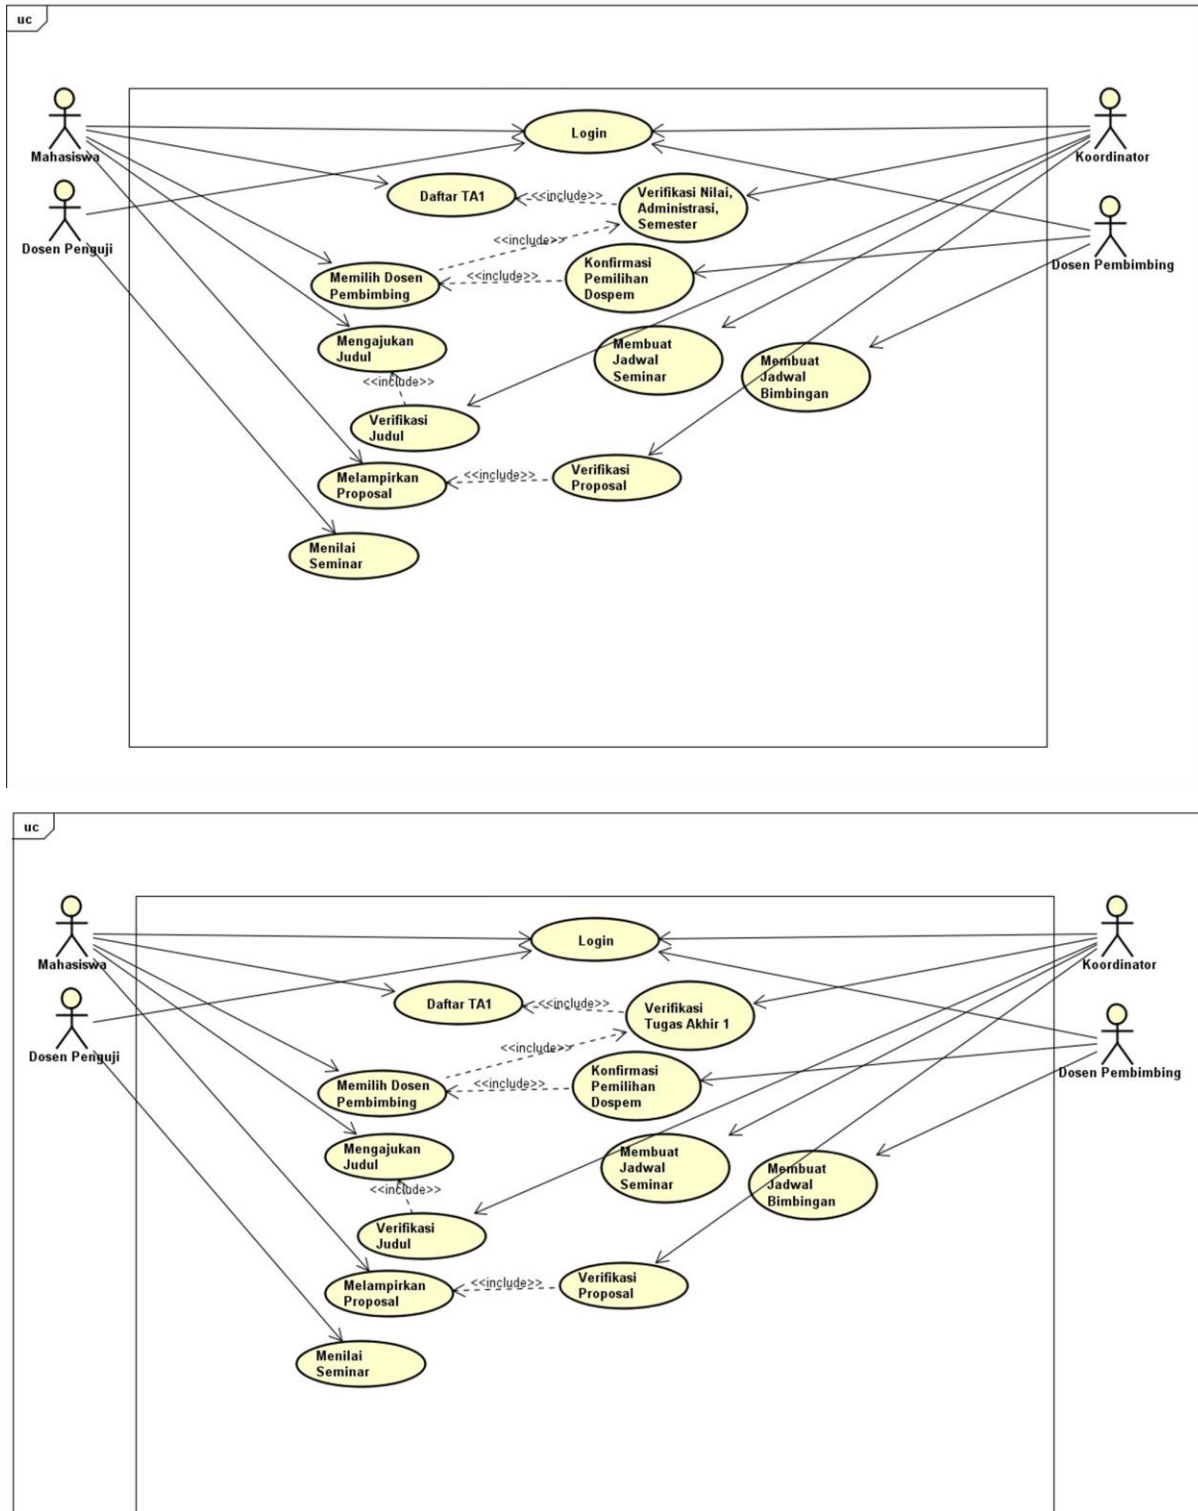 uc
Mahasiswa
Koordinator
Login
Daftar TA1
<<include>>
Verifikasi Nilai,
Administrasi,
Semester
Dosen Penguji
Dosen Pembimbing
<<include>>
Memilih Dosen
Pembimbing
<<include>>
Konfirmasi
Pemilihan
Dospem
Mengajukan
Judul
Membuat
Jadwal
Seminar
Membuat
Jadwal
Bimbingan
<<include>>
Verifikasi
Judul
Melampirkan
Proposal
<<include>>
Verifikasi
Proposal
Menilai
Seminar
uc
Mahasiswa
Koordinator
Login
Daftar TA1
<<include>>
Verifikasi
Tugas Akhir 1
Dosen Penguji
Dosen Pembimbing
<<include>>
Memilih Dosen
Pembimbing
<<include>>
Konfirmasi
Pemilihan
Dospem
Mengajukan
Judul
Membuat
Jadwal
Seminar
Membuat
Jadwal
Bimbingan
<<include>>
Verifikasi
Judul
Melampirkan
Proposal
<<include>>
Verifikasi
Proposal
Menilai
Seminar